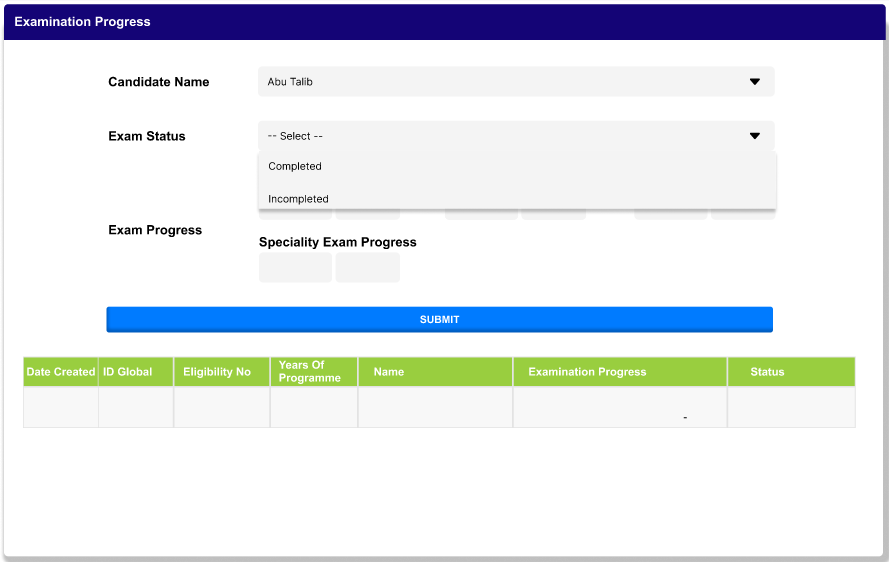 Examination Progress
Candidate Name
Abu Talib
Exam Status
-- Select --
Completed
Incompleted
Exam Progress
Speciality Exam Progress
SUBMIT
Date Created ID Global Eligibility No Years Of Programme Name Examination Progress Status
-